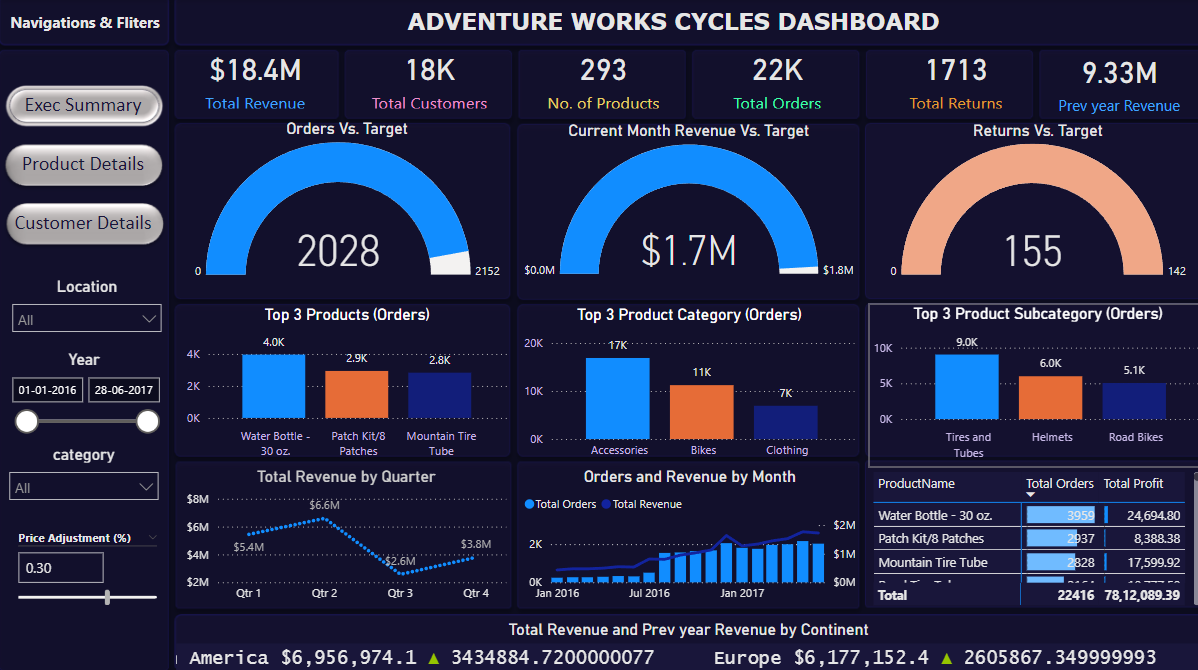 Navigations & Fliters
ADVENTURE WORKS CYCLES DASHBOARD
Exec Summary
Product Details
Customer Details
Location
All
Year
01-01-2016
28-06-2017
category
All
Price Adjustment (%)
0.30
$18.4M
Total Revenue
18K
Total Customers
293
No. of Products
22K
Total Orders
1713
Total Returns
9.33M
Prev year Revenue
Orders Vs. Target
2028
0
2152
Current Month Revenue Vs. Target
$1.7M
$0.0M
$1.8M
Returns Vs. Target
155
0
142
Top 3 Products (Orders)
4K
2K
0K
4.0K
2.9K
2.8K
Water Bottle -
30 oz.
Patch Kit/8
Patches
Mountain Tire
Tube
Top 3 Product Category (Orders)
20K
10K
0K
17K
11K
7K
Accessories
Bikes
Clothing
Top 3 Product Subcategory (Orders)
10K
5K
0K
9.0K
6.0K
5.1K
Tires and
Tubes
Helmets
Road Bikes
Total Revenue by Quarter
$8M
$6M
$4M
$2M
$5.4M
$6.6M
$2.6M
$3.8M
Qtr 1
Qtr 2
Qtr 3
Qtr 4
Orders and Revenue by Month
Total Orders
Total Revenue
2K
0K
$2M
$1M
$0M
Jan 2016
Jul 2016
Jan 2017
ProductName Total Orders Total Profit
Water Bottle - 30 oz. 3959 24,694.80
Patch Kit/8 Patches 2937 8,388.38
Mountain Tire Tube 2828 17,599.92
Total 22416 78,12,089.39
Total Revenue and Prev year Revenue by Continent
America $6,956,974.1 ▲ 3434884.7200000077 Europe $6,177,152.4 ▲ 2605867.349999993